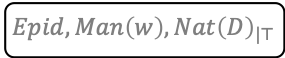 Epid, Man(w), Nat(D)|T